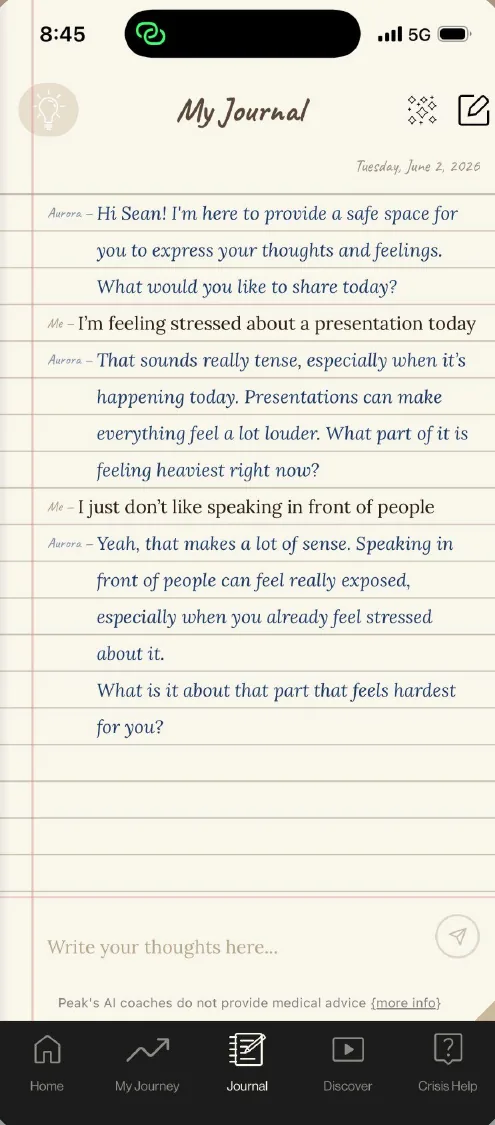 8:45
5G
My Journal
Tuesday, June 2, 2026
Aurora – Hi Sean! I'm here to provide a safe space for
you to express your thoughts and feelings.
What would you like to share today?
Me – I’m feeling stressed about a presentation today
Aurora – That sounds really tense, especially when it’s
happening today. Presentations can make
everything feel a lot louder. What part of it is
feeling heaviest right now?
Me – I just don’t like speaking in front of people
Aurora – Yeah, that makes a lot of sense. Speaking in
front of people can feel really exposed,
especially when you already feel stressed
about it.
What is it about that part that feels hardest
for you?
Write your thoughts here...
Peak's AI coaches do not provide medical advice {more info}
Home
My Journey
Journal
Discover
Crisis Help